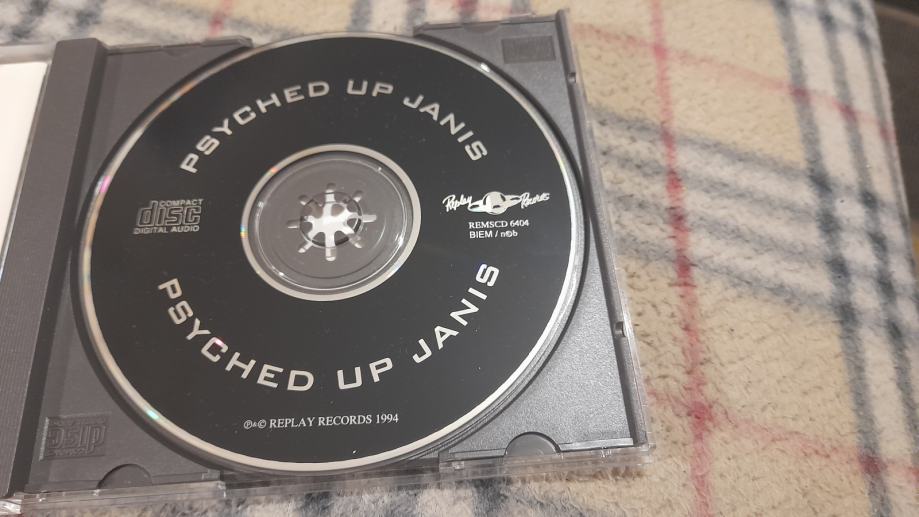 PSYCHED UP JANIS
COMPACT
disc
DIGITAL AUDIO
Replay Records
REMSCD 6404
BIEM / n©b
PSYCHED UP JANIS
℗&© REPLAY RECORDS 1994